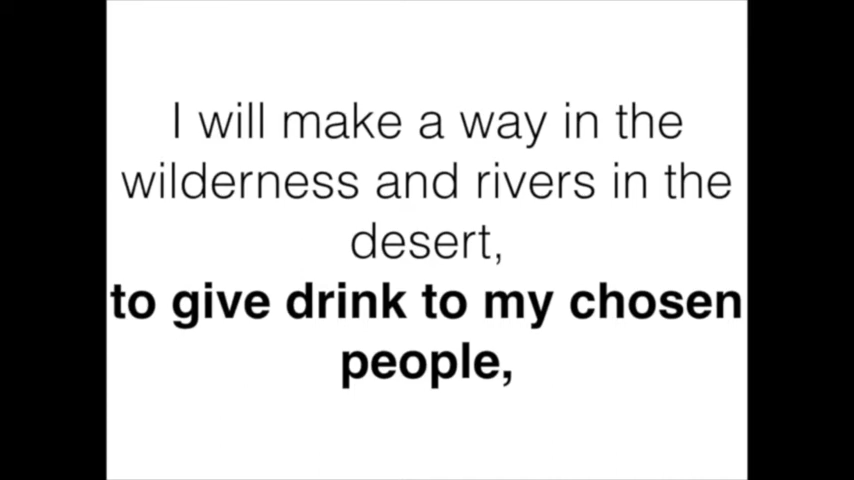 I will make a way in the
wilderness and rivers in the
desert,
to give drink to my chosen
people,